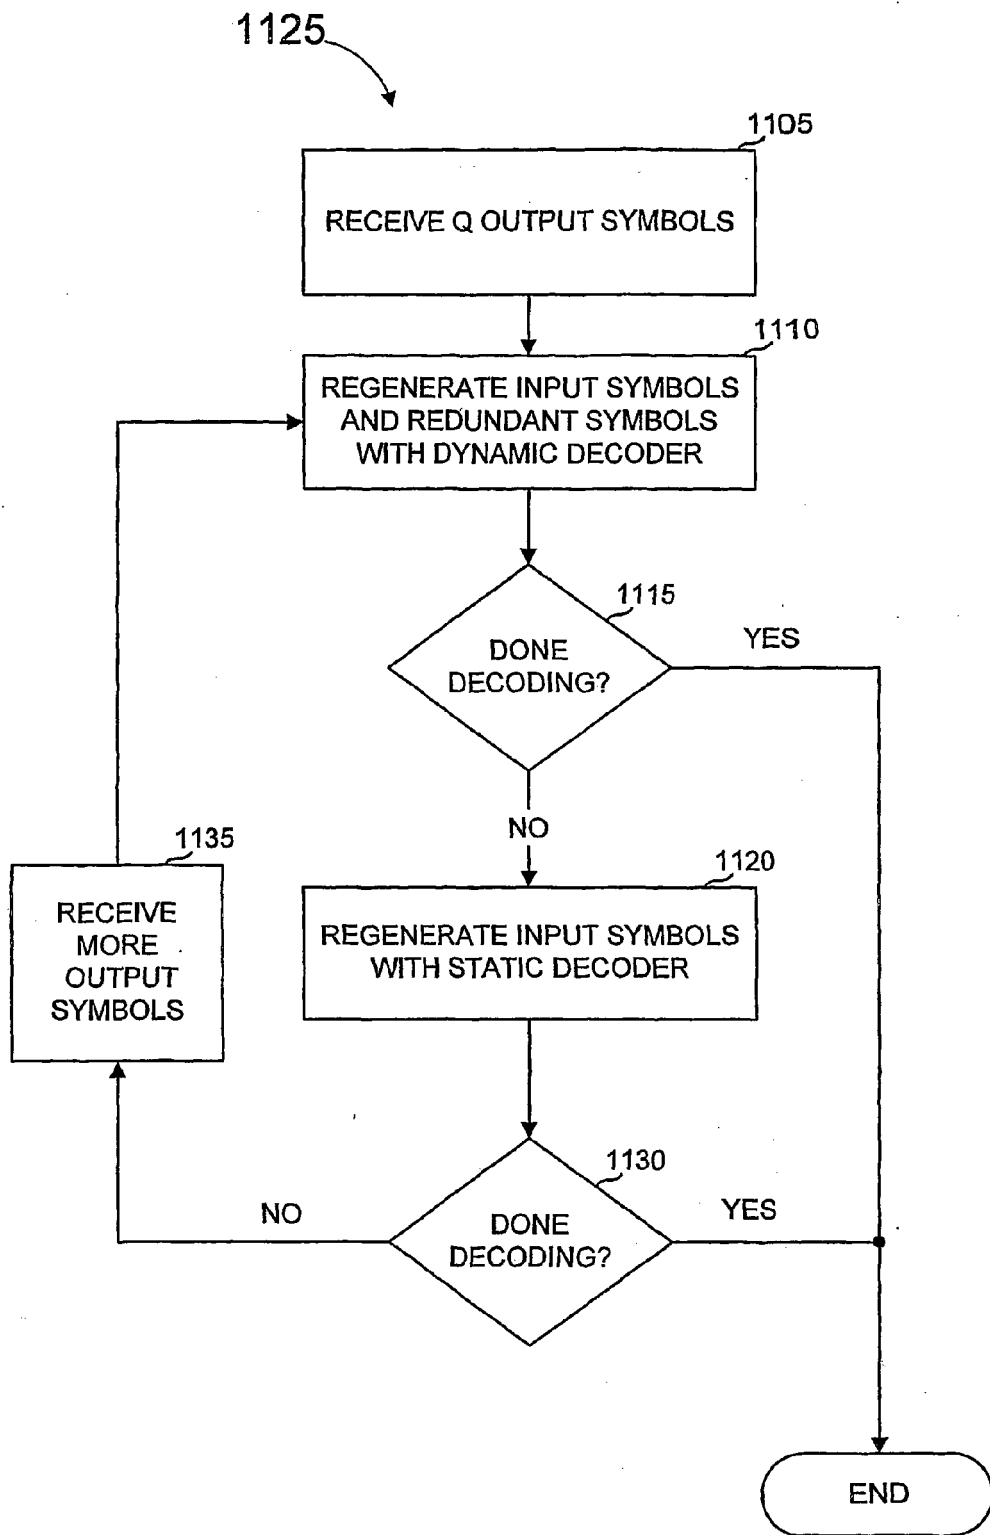 1125
1105
RECEIVE Q OUTPUT SYMBOLS
1110
REGENERATE INPUT SYMBOLS
AND REDUNDANT SYMBOLS
WITH DYNAMIC DECODER
1115
DONE
DECODING?
YES
NO
1135
RECEIVE
MORE
OUTPUT
SYMBOLS
1120
REGENERATE INPUT SYMBOLS
WITH STATIC DECODER
1130
DONE
DECODING?
NO
YES
END